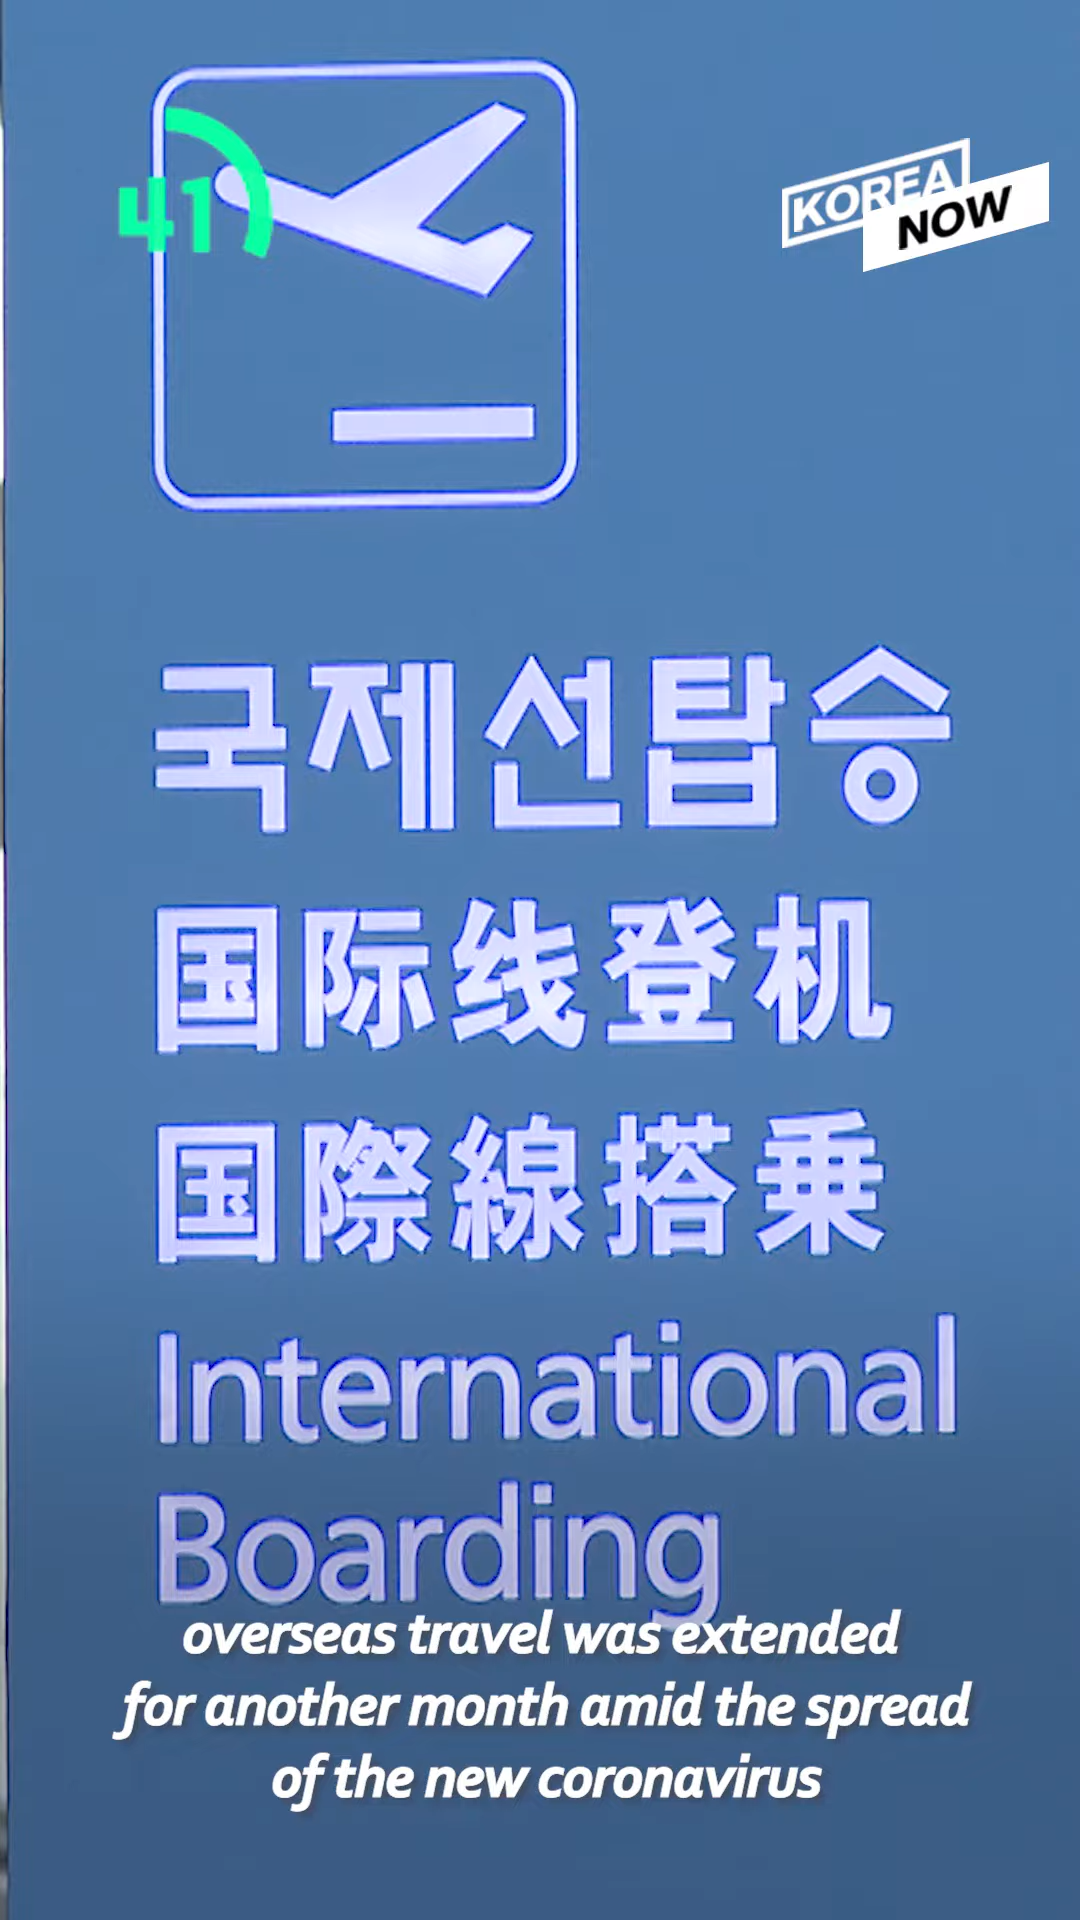 41
KOREA
NOW
국제선탑승
国际线登机
国際線搭乗
International
Boarding
overseas travel was extended
for another month amid the spread
of the new coronavirus